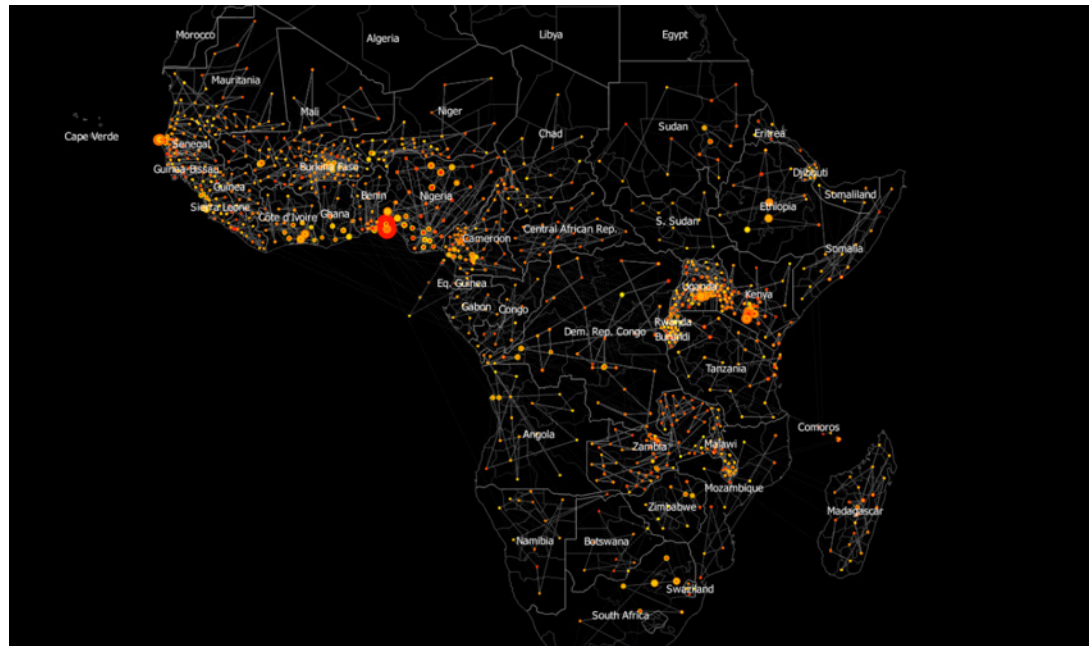 Morocco
Algeria
Libya
Egypt
Mauritania
Mali
Niger
Chad
Sudan
Eritrea
Cape Verde
Senegal
Guinea-Bissau
Burkina Faso
Djibouti
Guinea
Benin
Nigeria
Somaliland
Sierra Leone
Côte d'Ivoire
Ghana
Ethiopia
Cameroon
Central African Rep.
S. Sudan
Somalia
Eq. Guinea
Uganda
Kenya
Gabon
Congo
Rwanda
Dem. Rep. Congo
Burundi
Tanzania
Comoros
Angola
Zambia
Malawi
Mozambique
Zimbabwe
Madagascar
Namibia
Botswana
Swaziland
South Africa